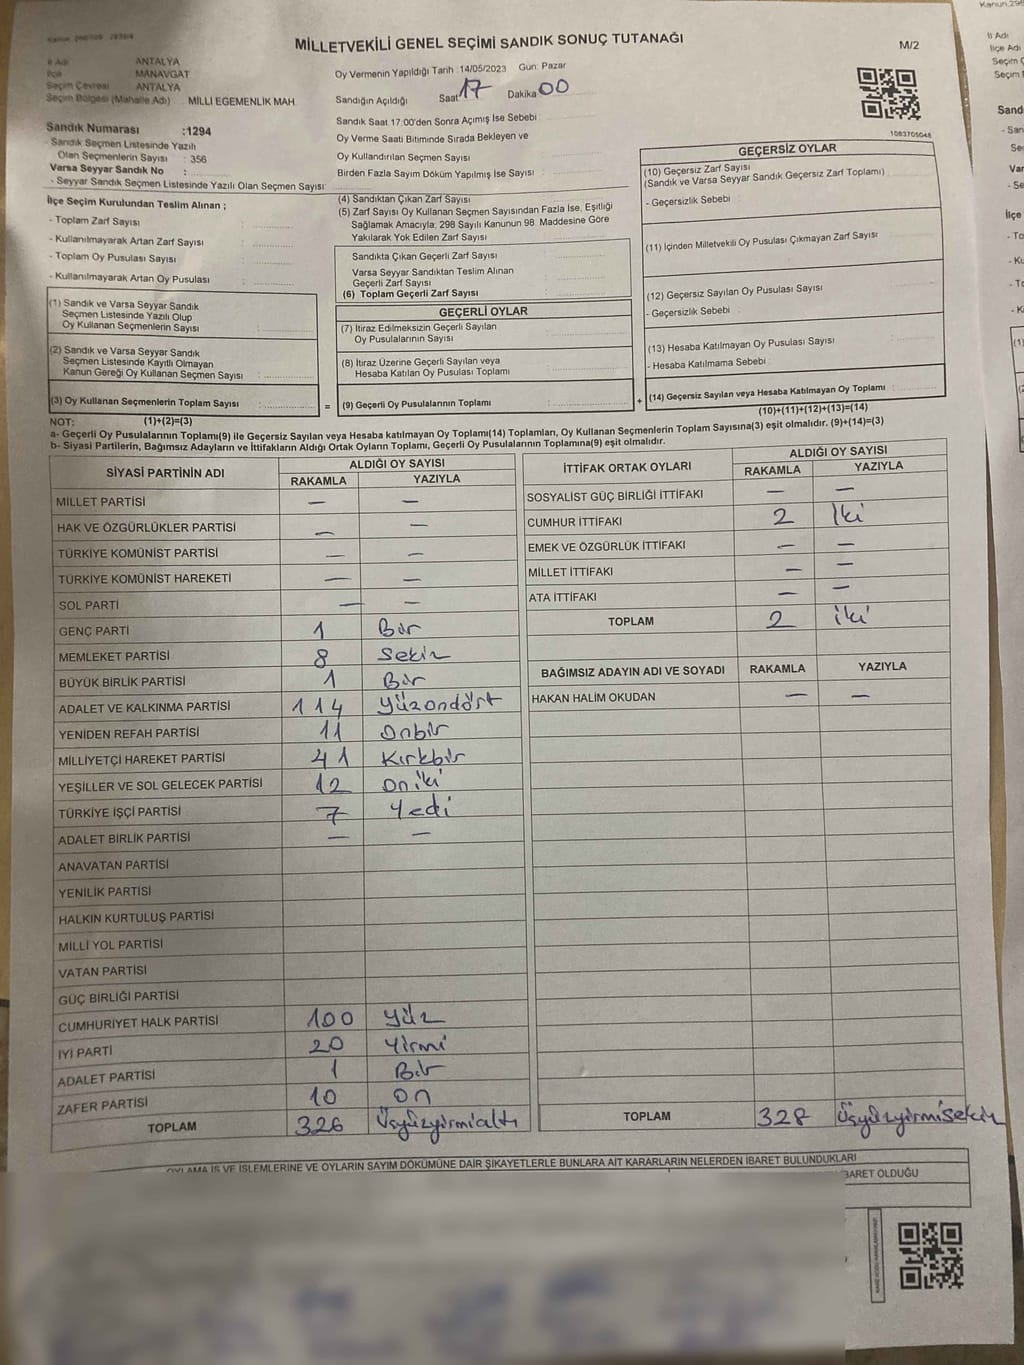 MİLLETVEKİLİ GENEL SEÇİMİ SANDIK SONUÇ TUTANAĞI
M/2
İl Adı ANTALYA
İlçe MANAVGAT
Seçim Çevresi ANTALYA
Seçim Bölgesi (Mahalle Adı) MİLLİ EGEMENLİK MAH.
Oy Vermenin Yapıldığı Tarih :14/05/2023 Gün: Pazar
Sandığın Açıldığı Saat 17 Dakika 00
Sandık Saat 17:00'den Sonra Açımış İse Sebebi
Oy Verme Saati Bitiminde Sırada Bekleyen ve
Oy Kullandırılan Seçmen Sayısı
Birden Fazla Sayım Döküm Yapılmış İse Sayısı
1083705048
Sandık Numarası :1294
- Sandık Seçmen Listesinde Yazılı
Olan Seçmenlerin Sayısı : 356
Varsa Seyyar Sandık No :
- Seyyar Sandık Seçmen Listesinde Yazılı Olan Seçmen Sayısı:
İlçe Seçim Kurulundan Teslim Alınan ;
- Toplam Zarf Sayısı
- Kullanılmayarak Artan Zarf Sayısı
- Toplam Oy Pusulası Sayısı
- Kullanılmayarak Artan Oy Pusulası
(1) Sandık ve Varsa Seyyar Sandık
Seçmen Listesinde Yazılı Olup
Oy Kullanan Seçmenlerin Sayısı
(2) Sandık ve Varsa Seyyar Sandık
Seçmen Listesinde Kayıtlı Olmayan
Kanun Gereği Oy Kullanan Seçmen Sayısı
(3) Oy Kullanan Seçmenlerin Toplam Sayısı
(1)+(2)=(3)
(4) Sandıktan Çıkan Zarf Sayısı
(5) Zarf Sayısı Oy Kullanan Seçmen Sayısından Fazla İse, Eşitliği
Sağlamak Amacıyla; 298 Sayılı Kanunun 98. Maddesine Göre
Yakılarak Yok Edilen Zarf Sayısı
Sandıkta Çıkan Geçerli Zarf Sayısı
Varsa Seyyar Sandıktan Teslim Alınan
Geçerli Zarf Sayısı
(6) Toplam Geçerli Zarf Sayısı
GEÇERLİ OYLAR
(7) İtiraz Edilmeksizin Geçerli Sayılan
Oy Pusulalarının Sayısı
(8) İtiraz Üzerine Geçerli Sayılan veya
Hesaba Katılan Oy Pusulası Toplamı
= (9) Geçerli Oy Pusulalarının Toplamı
GEÇERSİZ OYLAR
(10) Geçersiz Zarf Sayısı
(Sandık ve Varsa Seyyar Sandık Geçersiz Zarf Toplamı)
- Geçersizlik Sebebi
(11) İçinden Milletvekili Oy Pusulası Çıkmayan Zarf Sayısı
(12) Geçersiz Sayılan Oy Pusulası Sayısı
- Geçersizlik Sebebi
(13) Hesaba Katılmayan Oy Pusulası Sayısı
- Hesaba Katılmama Sebebi
+ (14) Geçersiz Sayılan veya Hesaba Katılmayan Oy Toplamı
(10)+(11)+(12)+(13)=(14)
NOT:
a- Geçerli Oy Pusulalarının Toplamı(9) ile Geçersiz Sayılan veya Hesaba katılmayan Oy Toplamı(14) Toplamları, Oy Kullanan Seçmenlerin Toplam Sayısına(3) eşit olmalıdır. (9)+(14)=(3)
b- Siyasi Partilerin, Bağımsız Adayların ve İttifakların Aldığı Ortak Oyların Toplamı, Geçerli Oy Pusulalarının Toplamına(9) eşit olmalıdır.
SİYASİ PARTİNİN ADI ALDIĞI OY SAYISI
RAKAMLA YAZIYLA
MİLLET PARTİSİ — —
HAK VE ÖZGÜRLÜKLER PARTİSİ — —
TÜRKİYE KOMÜNİST PARTİSİ — —
TÜRKİYE KOMÜNİST HAREKETİ — —
SOL PARTİ — —
GENÇ PARTİ 1 Bir
MEMLEKET PARTİSİ 8 Sekiz
BÜYÜK BİRLİK PARTİSİ 1 Bir
ADALET VE KALKINMA PARTİSİ 114 Yüzondört
YENİDEN REFAH PARTİSİ 11 Onbir
MİLLİYETÇİ HAREKET PARTİSİ 41 Kırkbir
YEŞİLLER VE SOL GELECEK PARTİSİ 12 Oniki
TÜRKİYE İŞÇİ PARTİSİ 7 Yedi
ADALET BİRLİK PARTİSİ — —
ANAVATAN PARTİSİ
YENİLİK PARTİSİ
HALKIN KURTULUŞ PARTİSİ
MİLLİ YOL PARTİSİ
VATAN PARTİSİ
GÜÇ BİRLİĞİ PARTİSİ
CUMHURİYET HALK PARTİSİ 100 Yüz
İYİ PARTİ 20 Yirmi
ADALET PARTİSİ 1 Bir
ZAFER PARTİSİ 10 On
TOPLAM 326 Üçyüzyirmialtı
İTTİFAK ORTAK OYLARI ALDIĞI OY SAYISI
RAKAMLA YAZIYLA
SOSYALİST GÜÇ BİRLİĞİ İTTİFAKI — —
CUMHUR İTTİFAKI 2 İki
EMEK VE ÖZGÜRLÜK İTTİFAKI — —
MİLLET İTTİFAKI — —
ATA İTTİFAKI — —
TOPLAM 2 İki
BAĞIMSIZ ADAYIN ADI VE SOYADI RAKAMLA YAZIYLA
HAKAN HALİM OKUDAN — —
TOPLAM 328 Üçyüzyirmisekiz
OYLAMA İŞ VE İŞLEMLERİNE VE OYLARIN SAYIM DÖKÜMÜNE DAİR ŞİKAYETLERLE BUNLARA AİT KARARLARIN NELERDEN İBARET BULUNDUKLARI
BARET OLDUĞU